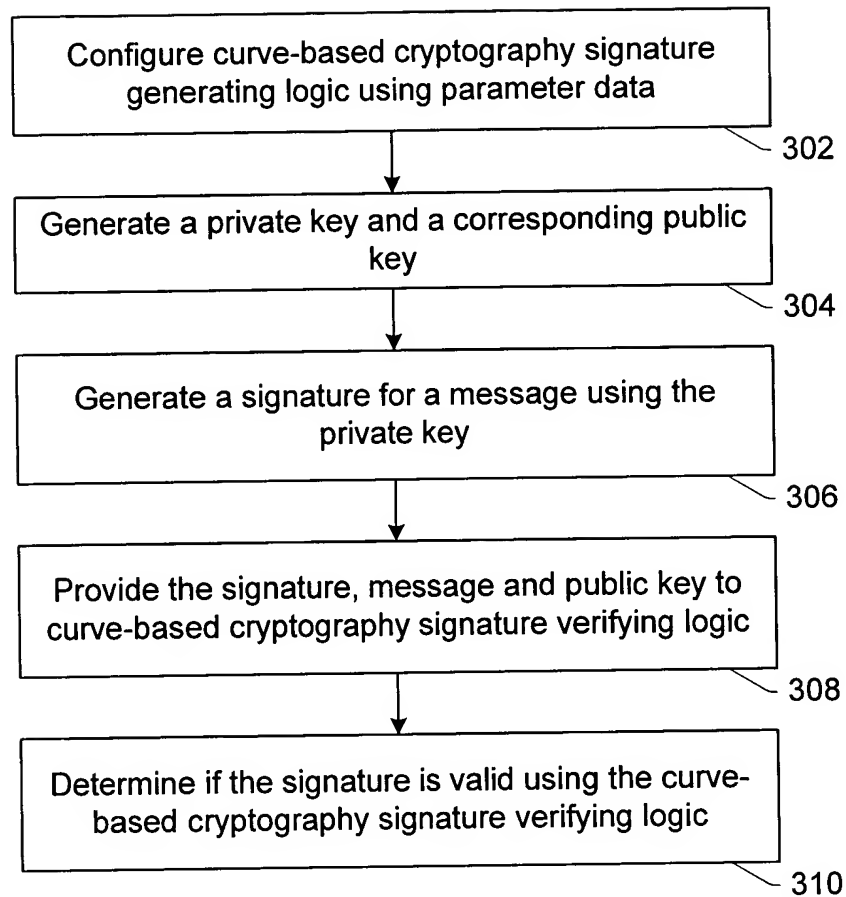 Configure curve-based cryptography signature
generating logic using parameter data
302
Generate a private key and a corresponding public
key
304
Generate a signature for a message using the
private key
306
Provide the signature, message and public key to
curve-based cryptography signature verifying logic
308
Determine if the signature is valid using the curve-
based cryptography signature verifying logic
310